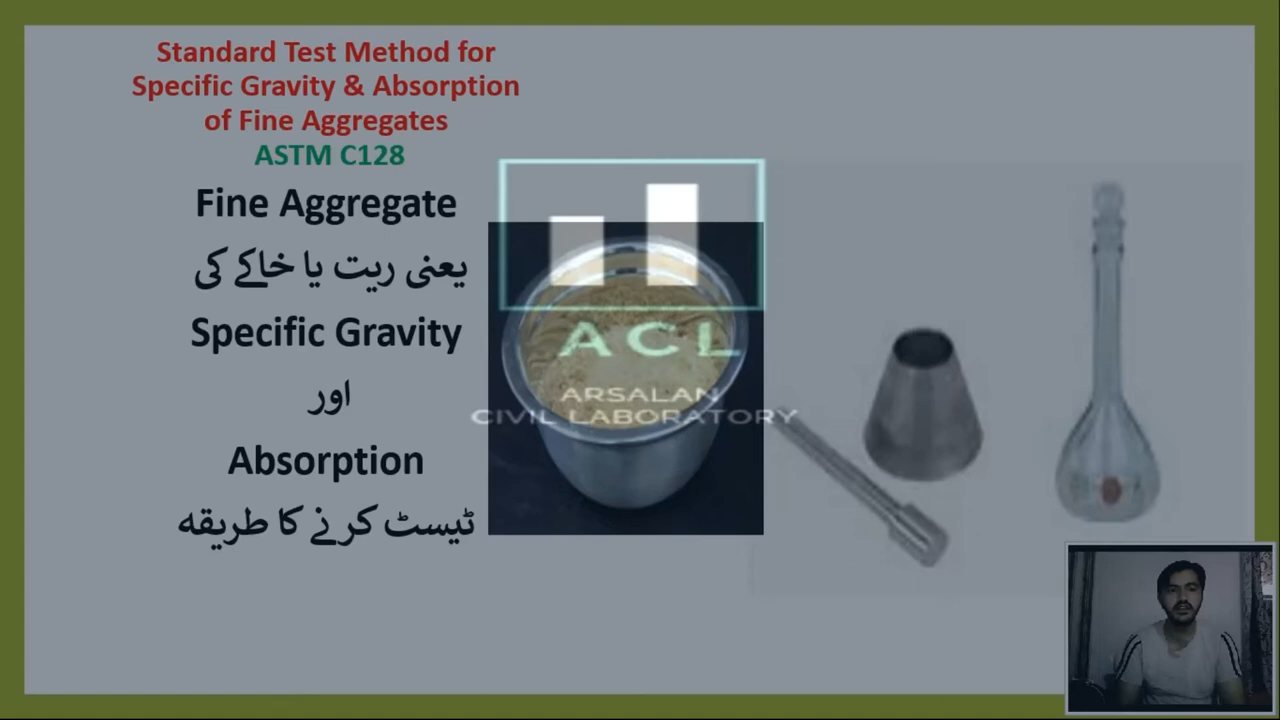 Standard Test Method for
Specific Gravity & Absorption
of Fine Aggregates
ASTM C128
Fine Aggregate
یعنی ریت یا خاکے کی
Specific Gravity
اور
Absorption
ٹیسٹ کرنے کا طریقہ
ACL
ARSALAN
CIVIL LABORATORY